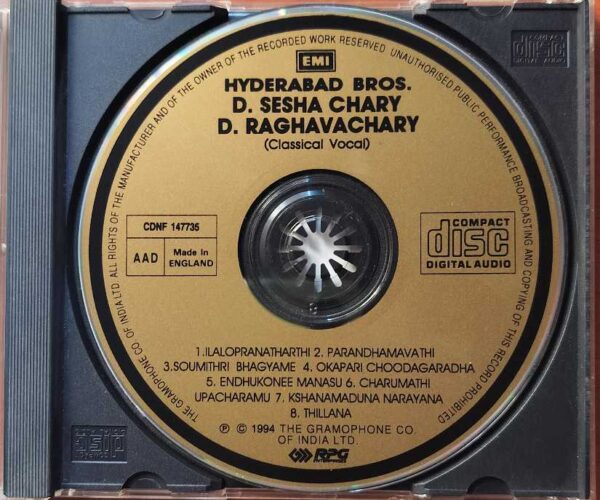 EMI
HYDERABAD BROS.
D. SESHA CHARY
D. RAGHAVACHARY
(Classical Vocal)
CDNF 147735
AAD
Made in
ENGLAND
COMPACT
disc
DIGITAL AUDIO
1.ILALOPRANATHARTHI 2. PARANDHAMAVATHI
3.SOUMITHRI BHAGYAME 4. OKAPARI CHOODAGARADHA
5. ENDHUKONEE MANASU 6. CHARUMATHI
UPACHARAMU 7. KSHANAMADUNA NARAYANA
8. THILLANA
℗ © 1994 THE GRAMOPHONE CO.
OF INDIA LTD.
RPG
ENTERPRISES
THE GRAMOPHONE CO. OF INDIA LTD. ALL RIGHTS OF THE MANUFACTURER AND OF THE OWNER OF THE RECORDED WORK RESERVED. UNAUTHORISED PUBLIC PERFORMANCE BROADCASTING AND COPYING OF THIS RECORD PROHIBITED
COMPACT
disc
DIGITAL AUDIO